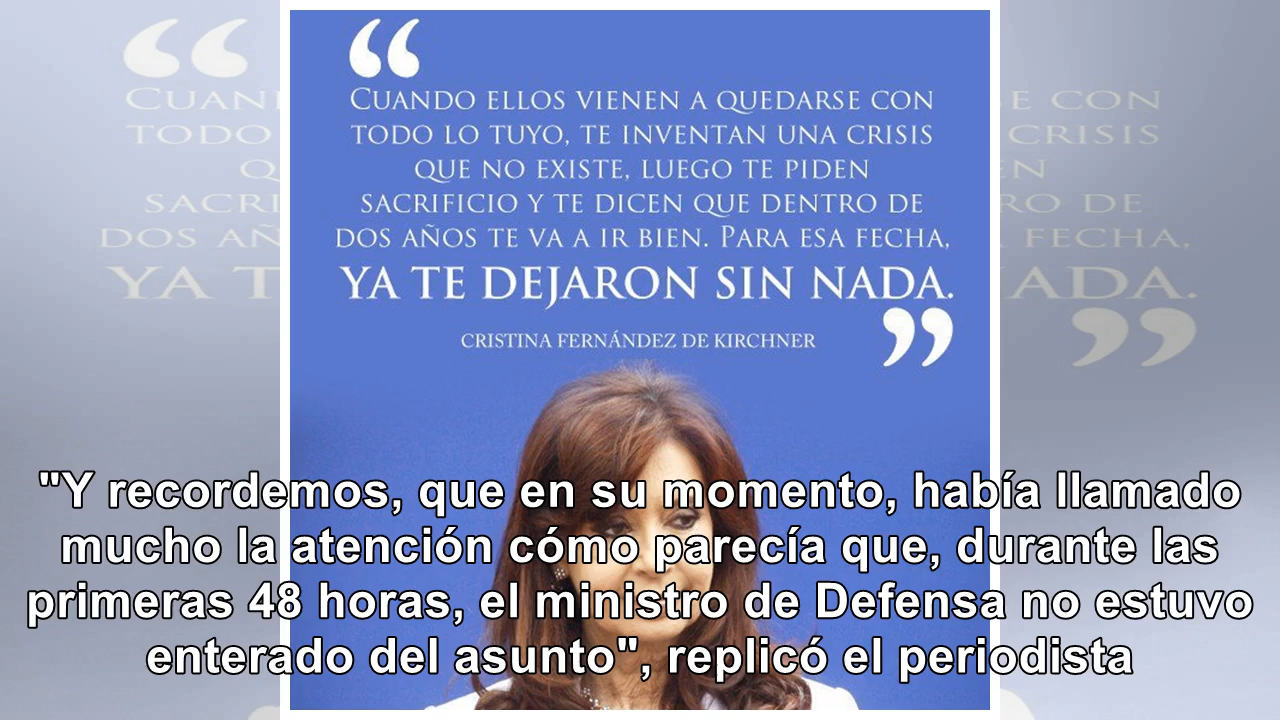 “
CUANDO ELLOS VIENEN A QUEDARSE CON
TODO LO TUYO, TE INVENTAN UNA CRISIS
QUE NO EXISTE, LUEGO TE PIDEN
SACRIFICIO Y TE DICEN QUE DENTRO DE
DOS AÑOS TE VA A IR BIEN. PARA ESA FECHA,
YA TE DEJARON SIN NADA.
”
CRISTINA FERNÁNDEZ DE KIRCHNER
"Y recordemos, que en su momento, había llamado
mucho la atención cómo parecía que, durante las
primeras 48 horas, el ministro de Defensa no estuvo
enterado del asunto", replicó el periodista